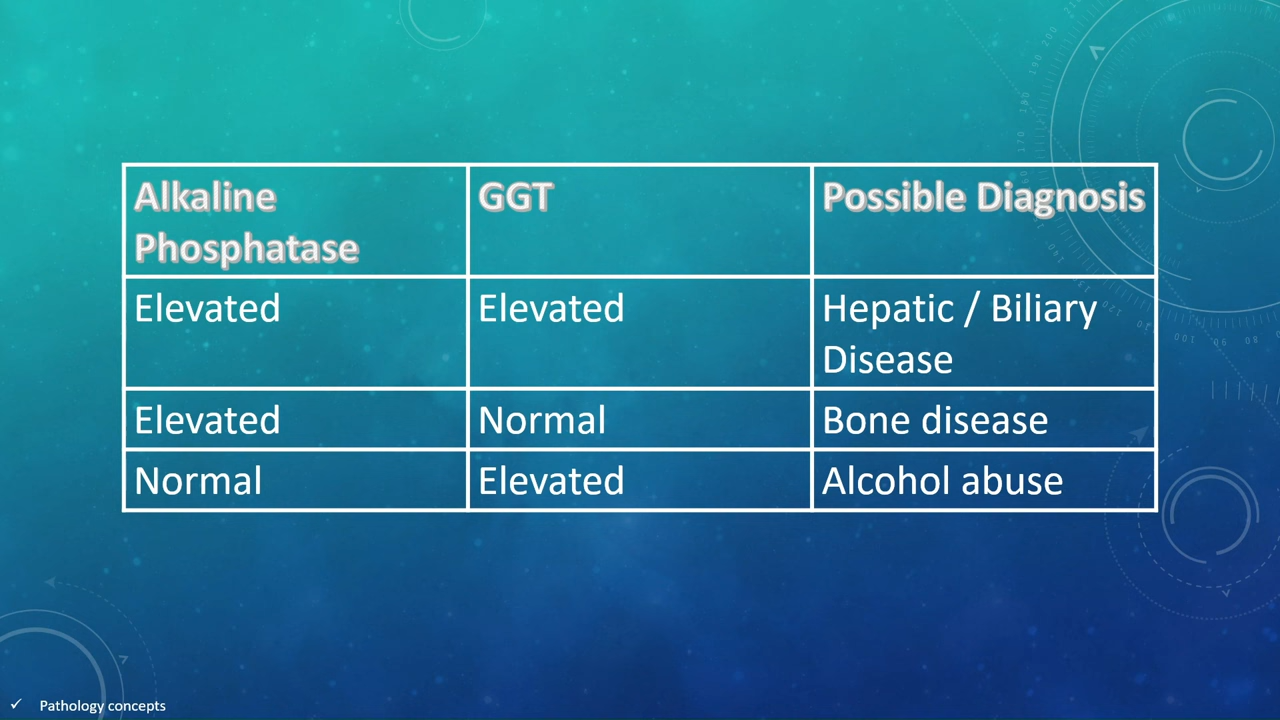 Alkaline
Phosphatase
GGT
Possible Diagnosis
Elevated
Elevated
Hepatic / Biliary
Disease
Elevated
Normal
Bone disease
Normal
Elevated
Alcohol abuse
✓ Pathology concepts